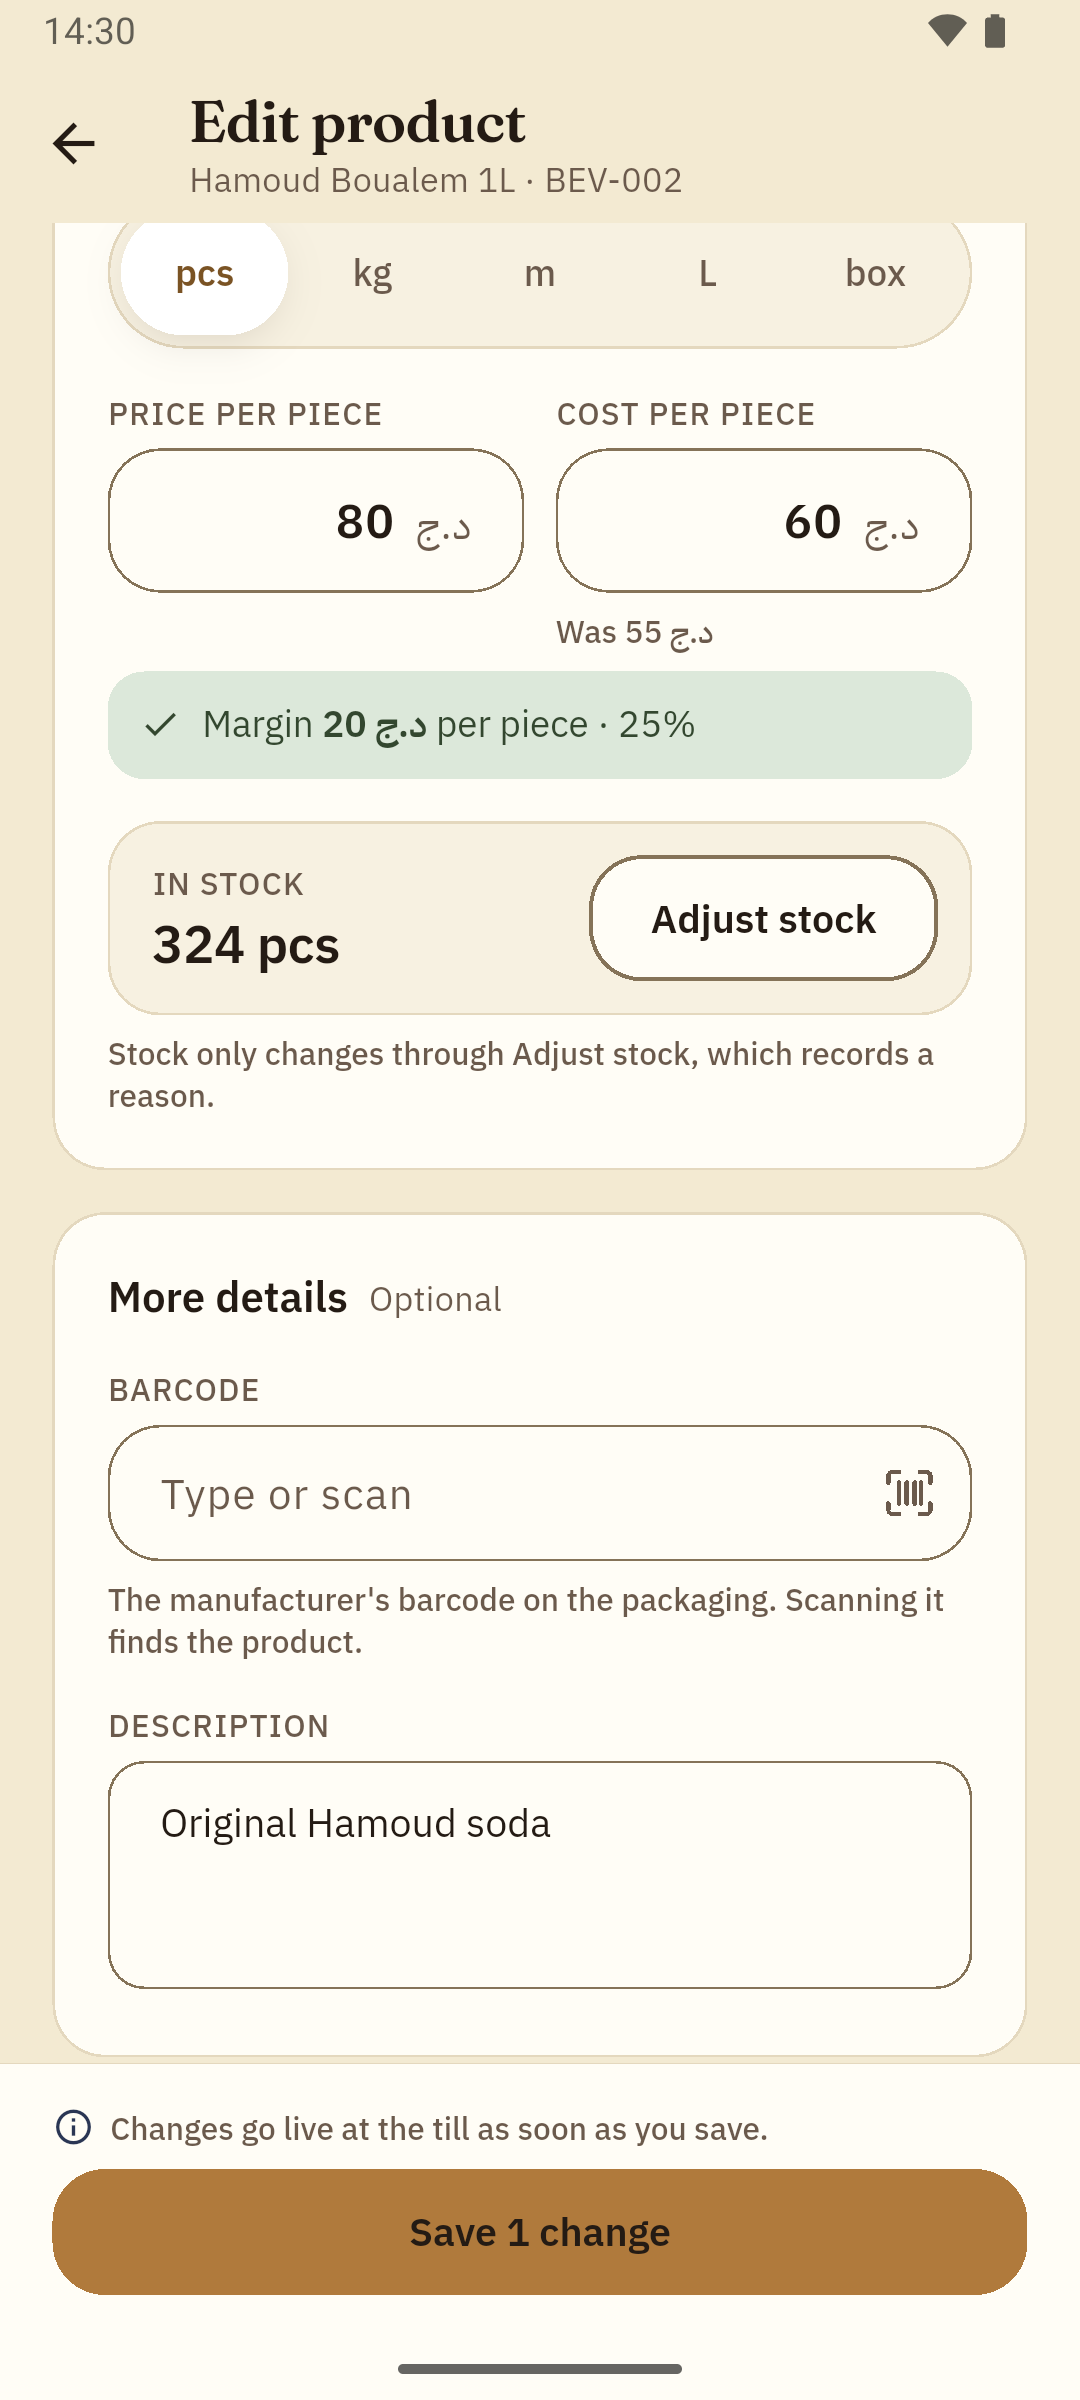 14:30
Edit product
Hamoud Boualem 1L · BEV-002
pcs kg m L box
PRICE PER PIECE COST PER PIECE
80 د.ج 60 د.ج
Was 55 د.ج
Margin 20 د.ج per piece · 25%
IN STOCK
324 pcs
Adjust stock
Stock only changes through Adjust stock, which records a
reason.
More details Optional
BARCODE
Type or scan
The manufacturer's barcode on the packaging. Scanning it
finds the product.
DESCRIPTION
Original Hamoud soda
Changes go live at the till as soon as you save.
Save 1 change